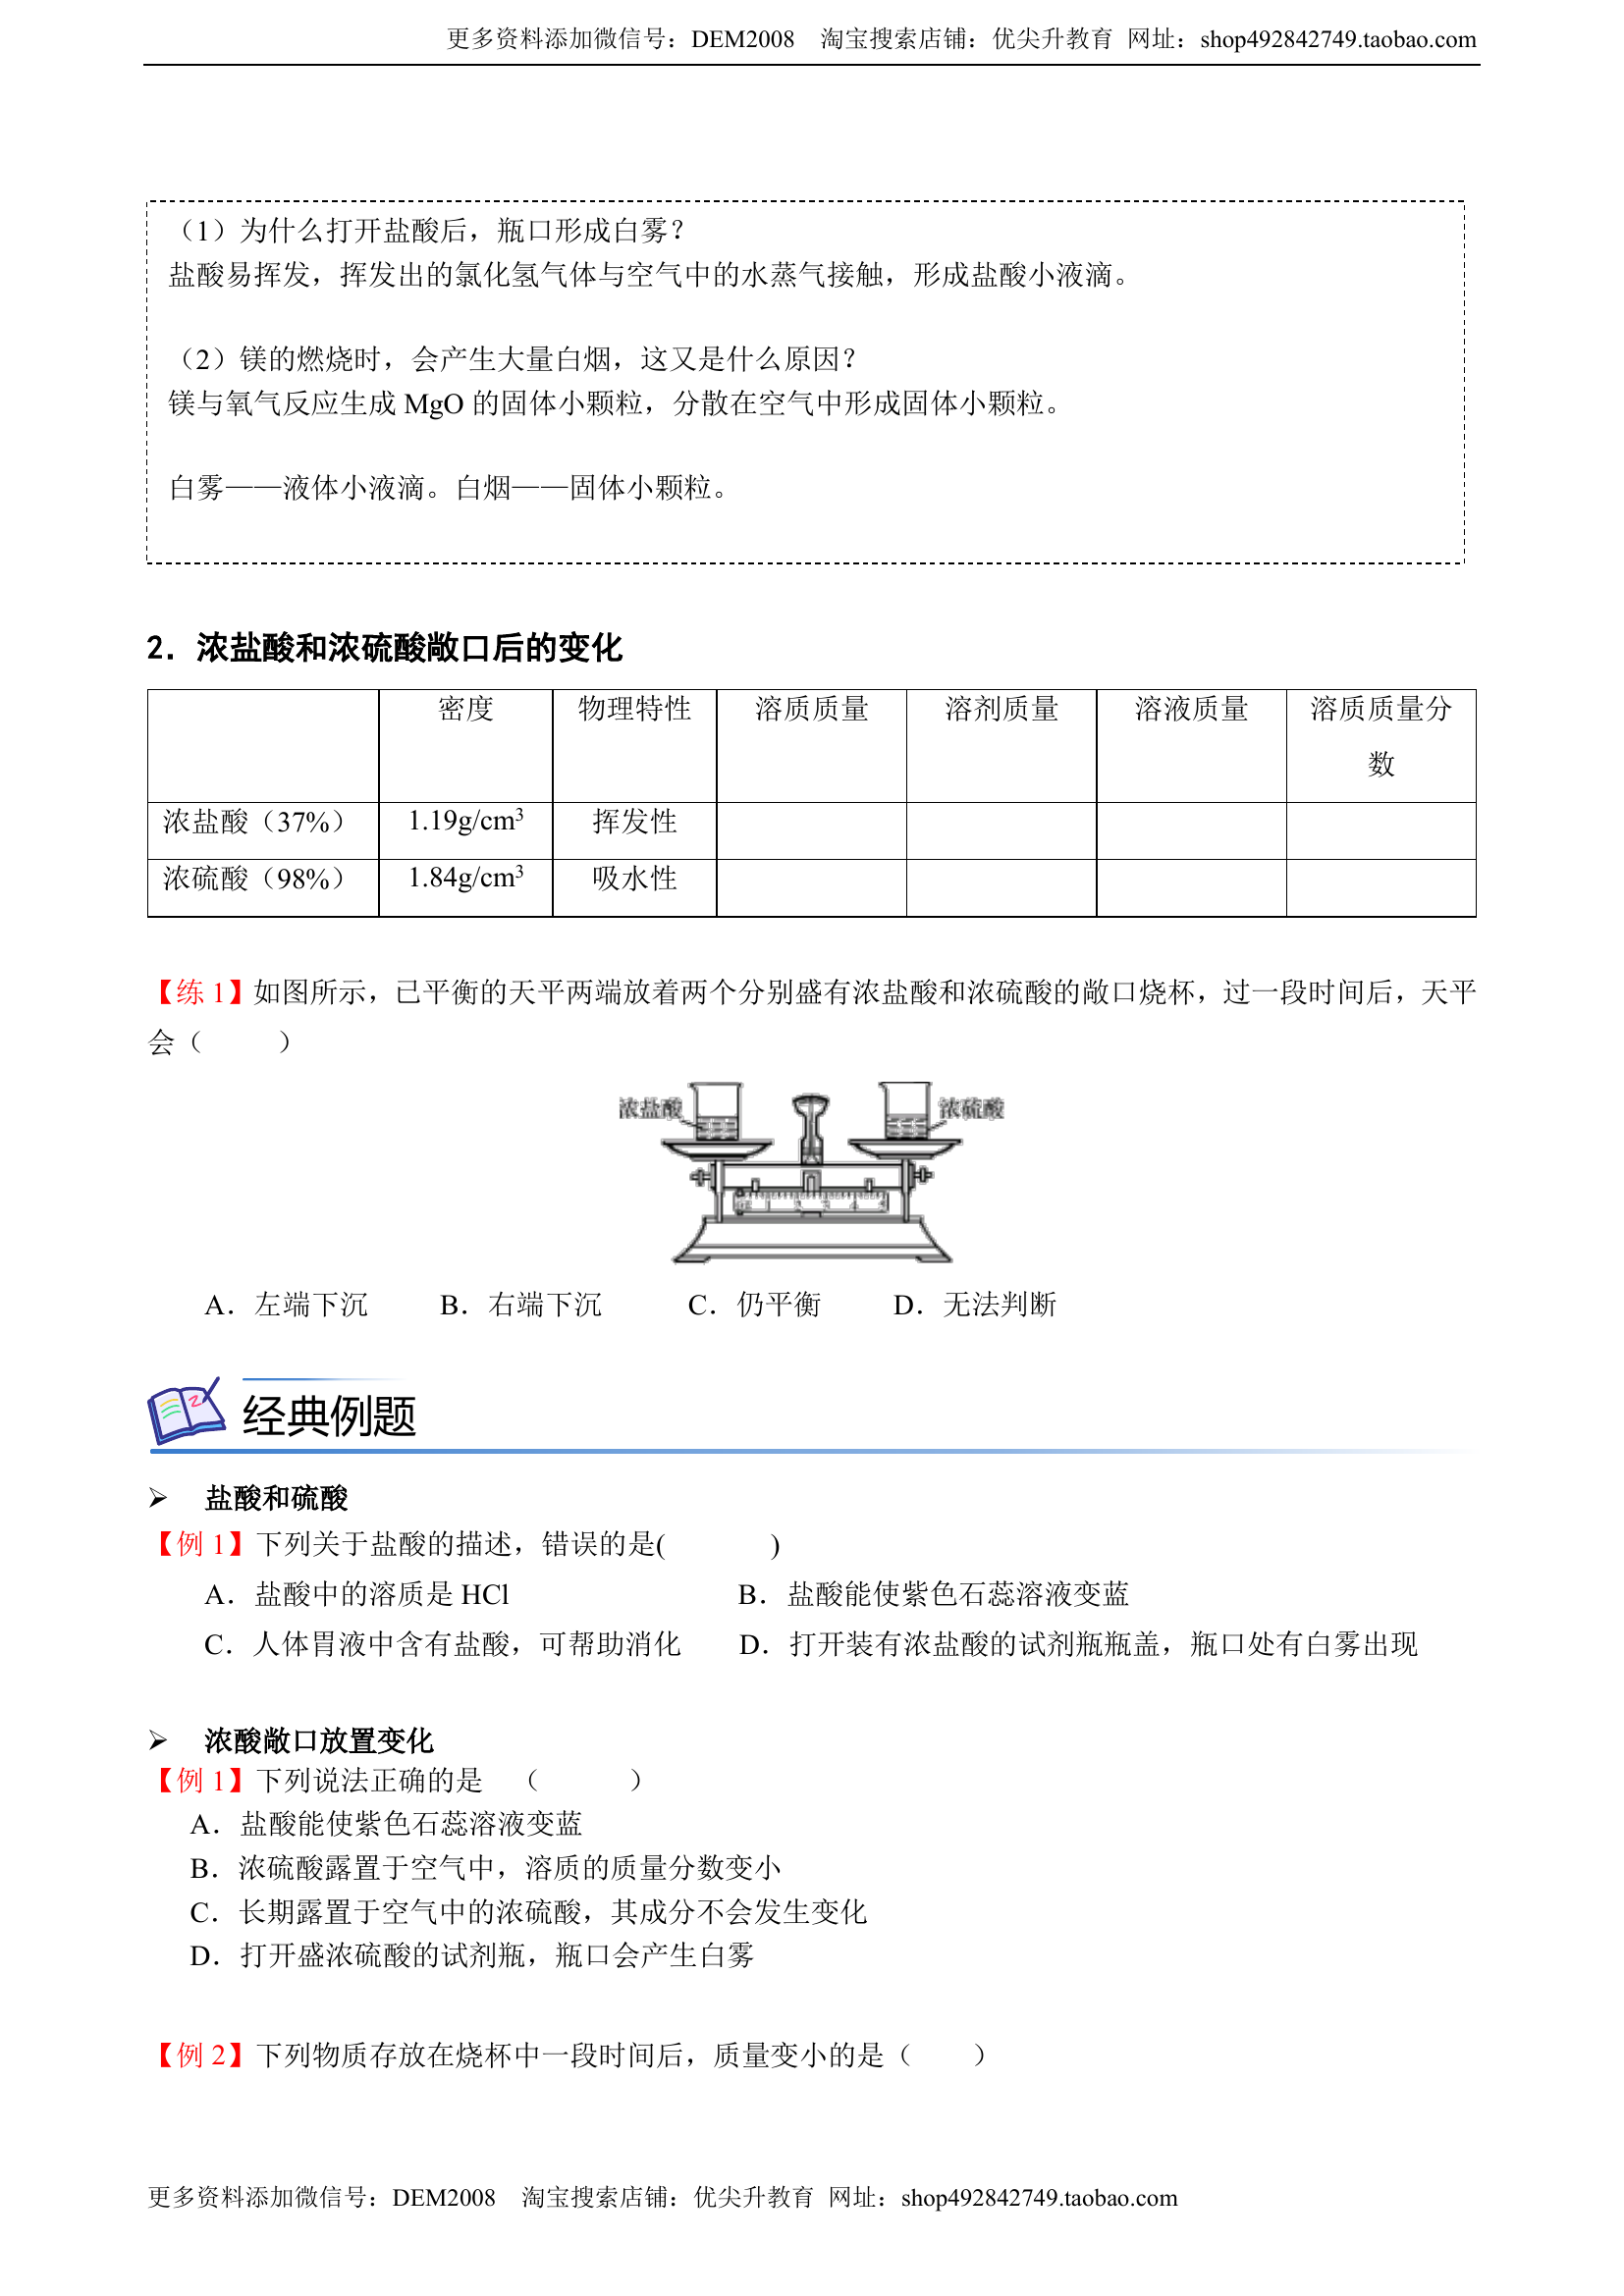 更多资料添加微信号：DEM2008　淘宝搜索店铺：优尖升教育 网址：shop492842749.taobao.com
（1）为什么打开盐酸后，瓶口形成白雾？
盐酸易挥发，挥发出的氯化氢气体与空气中的水蒸气接触，形成盐酸小液滴。
（2）镁的燃烧时，会产生大量白烟，这又是什么原因？
镁与氧气反应生成 MgO 的固体小颗粒，分散在空气中形成固体小颗粒。
白雾——液体小液滴。白烟——固体小颗粒。
2．浓盐酸和浓硫酸敞口后的变化
密度 物理特性 溶质质量 溶剂质量 溶液质量 溶质质量分
数
浓盐酸（37%） 1.19g/cm³ 挥发性
浓硫酸（98%） 1.84g/cm³ 吸水性
【练 1】如图所示，已平衡的天平两端放着两个分别盛有浓盐酸和浓硫酸的敞口烧杯，过一段时间后，天平
会（　　）
浓盐酸 浓硫酸
A．左端下沉 B．右端下沉 C．仍平衡 D．无法判断
经典例题
➢ 盐酸和硫酸
【例 1】下列关于盐酸的描述，错误的是(　　)
A．盐酸中的溶质是 HCl B．盐酸能使紫色石蕊溶液变蓝
C．人体胃液中含有盐酸，可帮助消化 D．打开装有浓盐酸的试剂瓶瓶盖，瓶口处有白雾出现
➢ 浓酸敞口放置变化
【例 1】下列说法正确的是 （　　）
A．盐酸能使紫色石蕊溶液变蓝
B．浓硫酸露置于空气中，溶质的质量分数变小
C．长期露置于空气中的浓硫酸，其成分不会发生变化
D．打开盛浓硫酸的试剂瓶，瓶口会产生白雾
【例 2】下列物质存放在烧杯中一段时间后，质量变小的是（　　）
更多资料添加微信号：DEM2008　淘宝搜索店铺：优尖升教育 网址：shop492842749.taobao.com